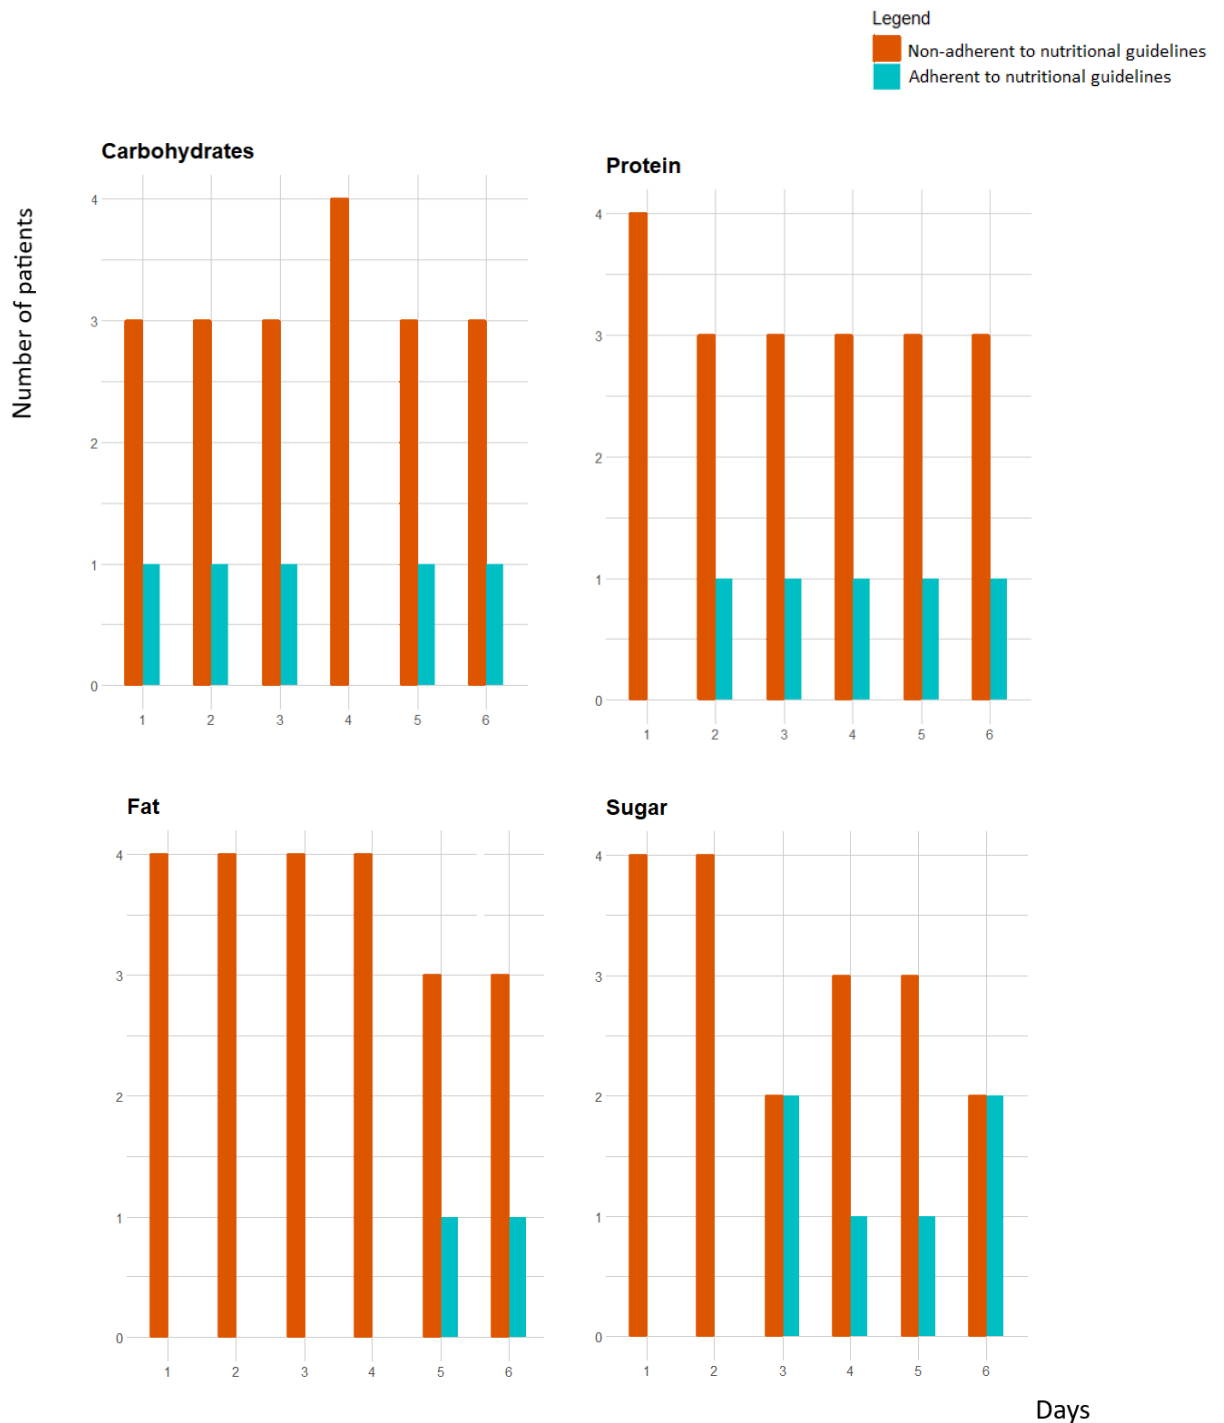 Legend
Non-adherent to nutritional guidelines
Adherent to nutritional guidelines
Carbohydrates
Number of patients
4
3
2
1
0
1 2 3 4 5 6
Protein
4
3
2
1
0
1 2 3 4 5 6
Fat
4
3
2
1
0
1 2 3 4 5 6
Sugar
4
3
2
1
0
1 2 3 4 5 6
Days